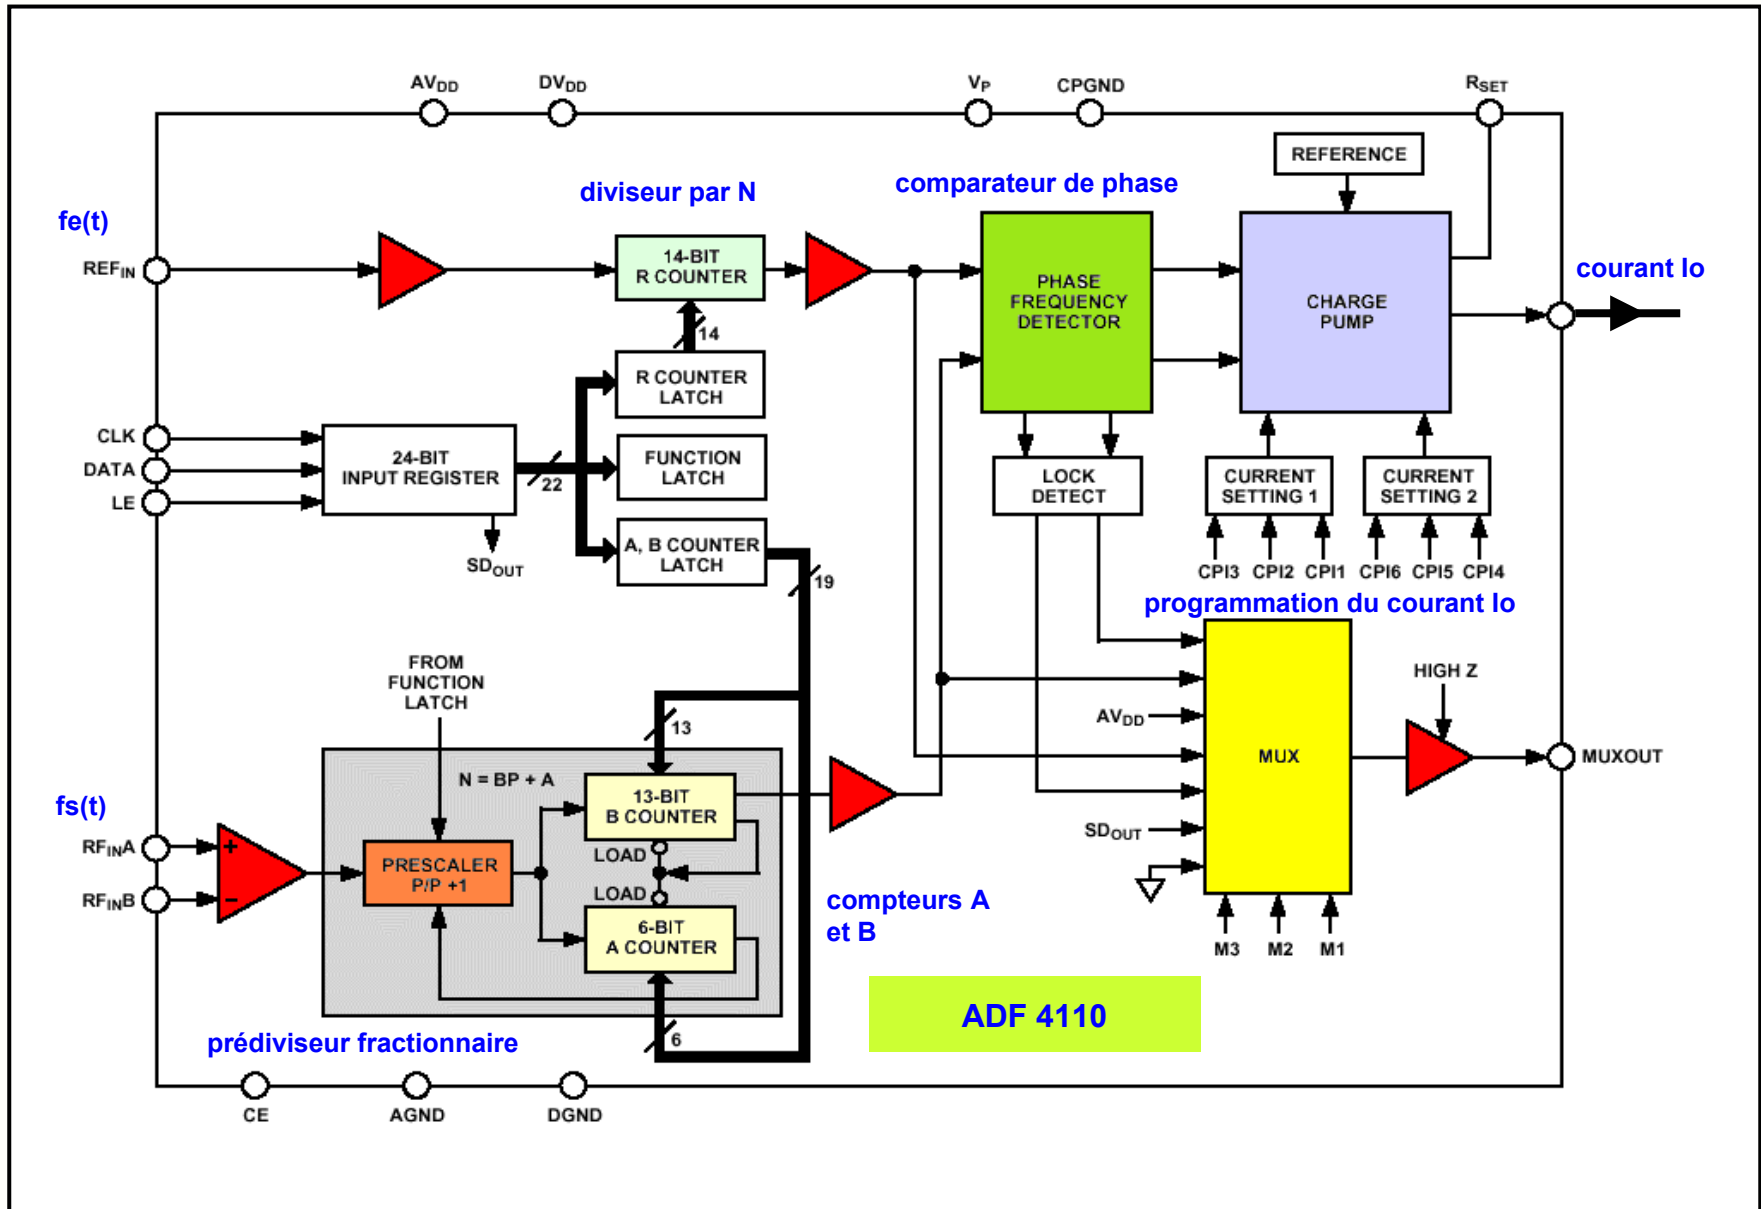 AVDD
DVDD
VP
CPGND
RSET
REFERENCE
diviseur par N
comparateur de phase
fe(t)
REFIN
14-BIT
R COUNTER
PHASE
FREQUENCY
DETECTOR
CHARGE
PUMP
courant Io
14
R COUNTER
LATCH
CLK
DATA
LE
24-BIT
INPUT REGISTER
22
FUNCTION
LATCH
LOCK
DETECT
CURRENT
SETTING 1
CURRENT
SETTING 2
SDOUT
A, B COUNTER
LATCH
19
CPI3 CPI2 CPI1 CPI6 CPI5 CPI4
programmation du courant Io
FROM
FUNCTION
LATCH
HIGH Z
13
AVDD
MUX
MUXOUT
N = BP + A
13-BIT
B COUNTER
fs(t)
RFINA
+
LOAD
SDOUT
PRESCALER
P/P +1
RFINB
–
LOAD
compteurs A
et B
6-BIT
A COUNTER
M3 M2 M1
6
ADF 4110
prédiviseur fractionnaire
CE
AGND
DGND